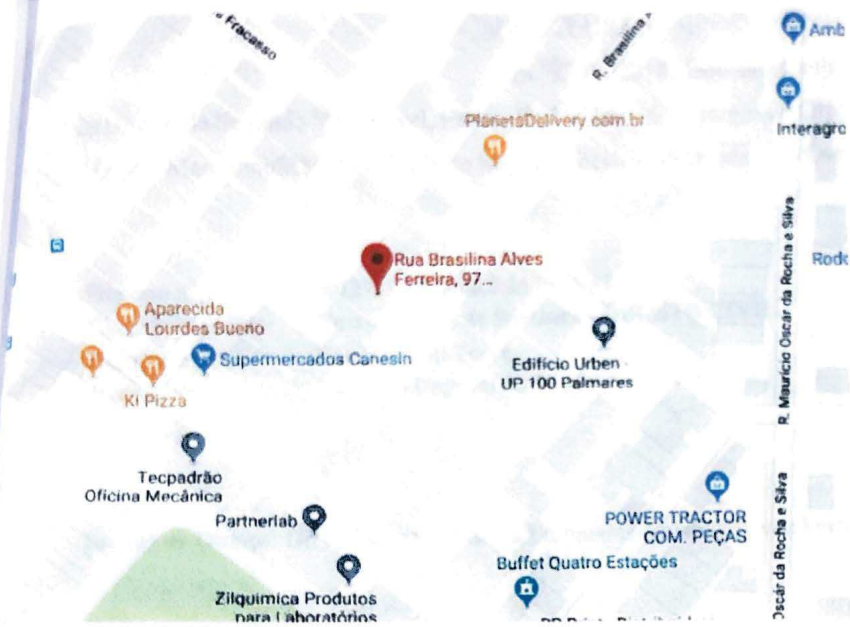 Fracasso
R. Brasilina
Amb
PlanetaDelivery.com.br
Interagro
Rua Brasilina Alves
Ferreira, 97...
R. Maurício Oscar da Rocha e Silva
Rodo
Aparecida
Lourdes Bueno
Supermercados Canesin
Edifício Urben
UP 100 Palmares
KI Pizza
Tecpadrão
Oficina Mecânica
Partnerlab
POWER TRACTOR
COM. PEÇAS
Oscar da Rocha e Silva
Buffet Quatro Estações
Zilquimica Produtos
para Laboratórios